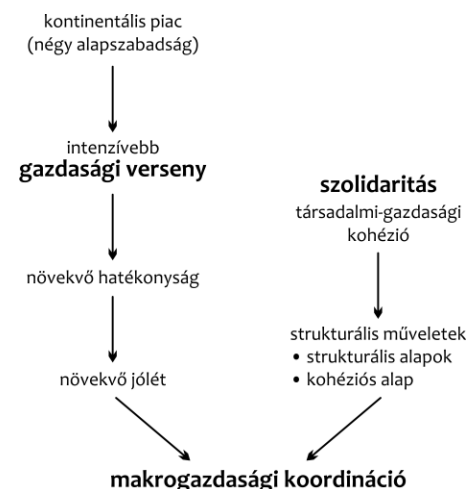 kontinentális piac
(négy alapszabadság)
intenzívebb
gazdasági verseny
növekvő hatékonyság
növekvő jólét
szolidaritás
társadalmi-gazdasági
kohézió
strukturális műveletek
• strukturális alapok
• kohéziós alap
makrogazdasági koordináció